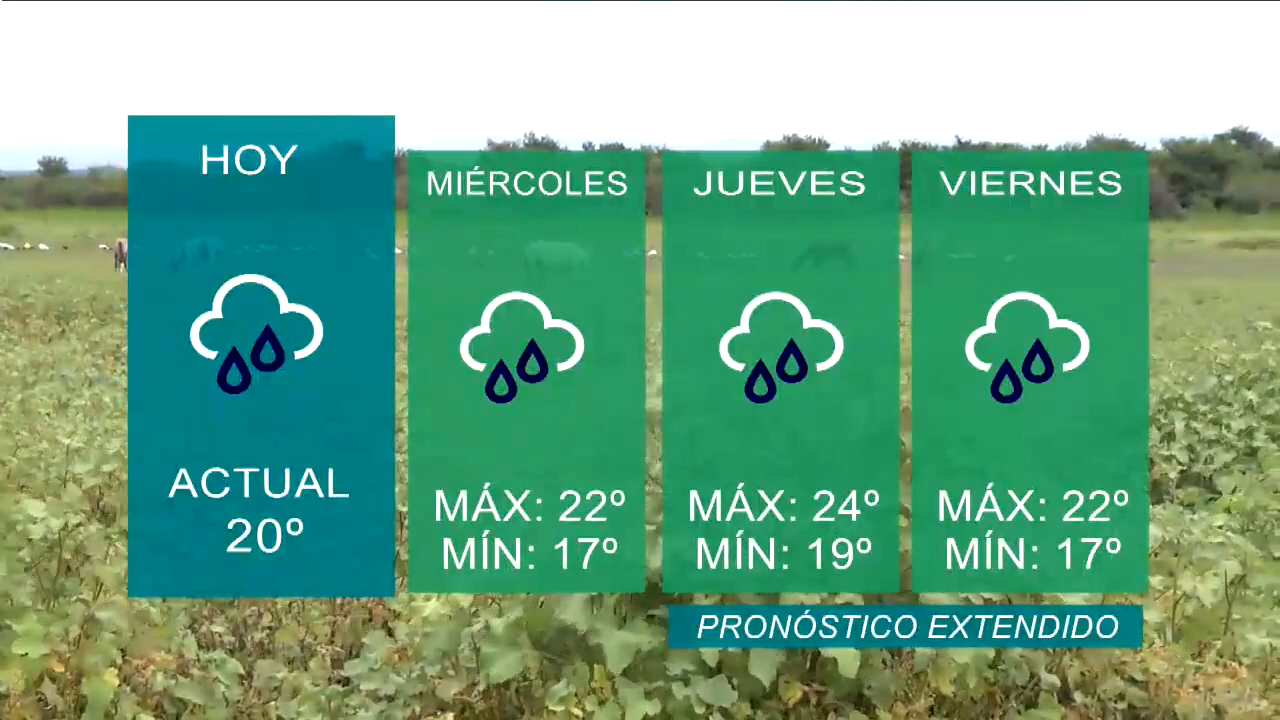 HOY
ACTUAL
20º
MIÉRCOLES
MÁX: 22º
MÍN: 17º
JUEVES
MÁX: 24º
MÍN: 19º
VIERNES
MÁX: 22º
MÍN: 17º
PRONÓSTICO EXTENDIDO